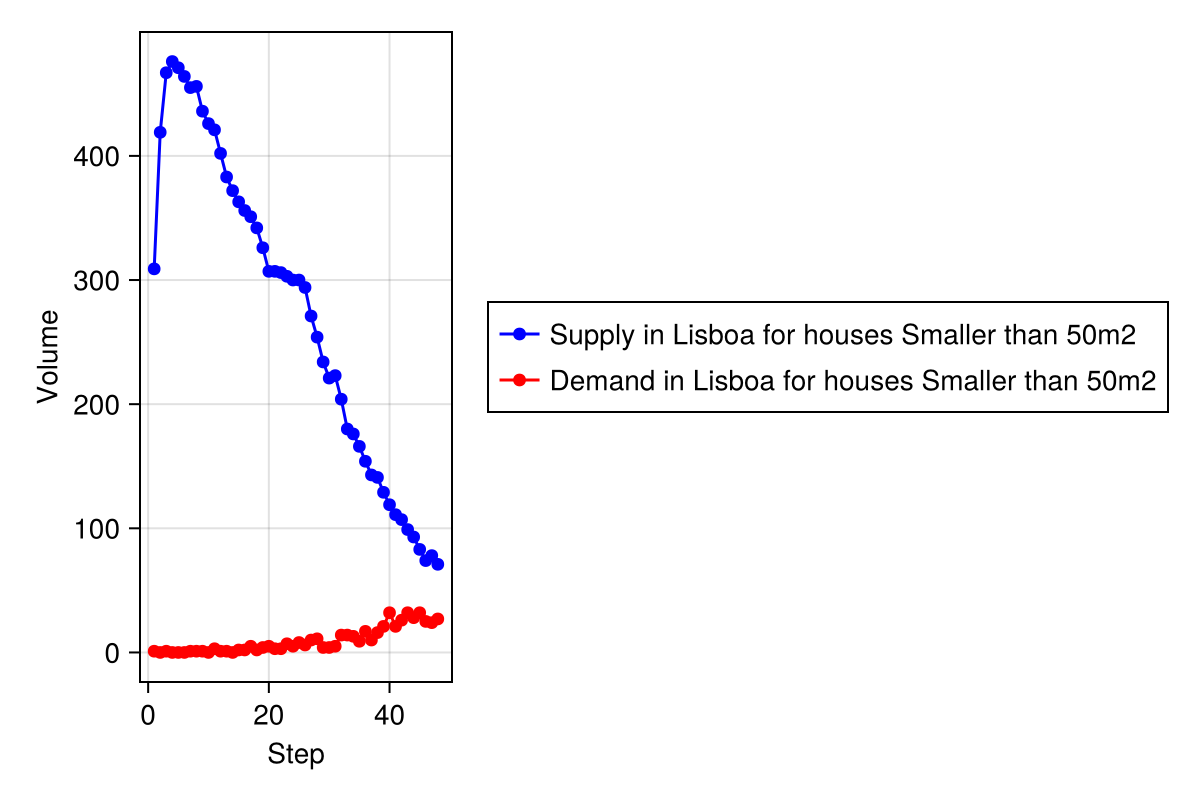 Volume
400
300
200
100
0
0 20 40
Step
Supply in Lisboa for houses Smaller than 50m2
Demand in Lisboa for houses Smaller than 50m2